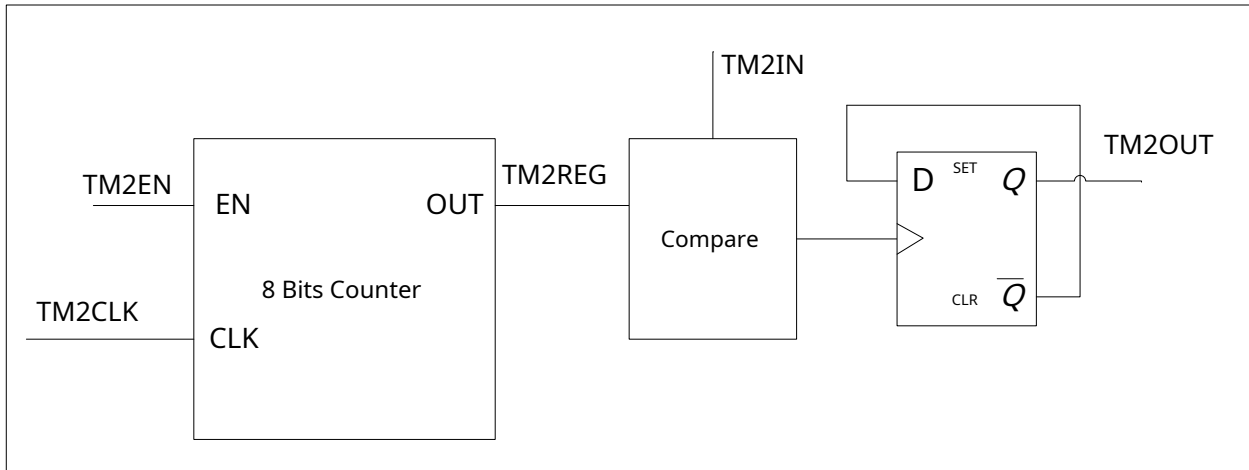 TM2IN
TM2EN
TM2CLK
EN
CLK
OUT
8 Bits Counter
TM2REG
Compare
D
SET
Q
CLR
Q̅
TM2OUT